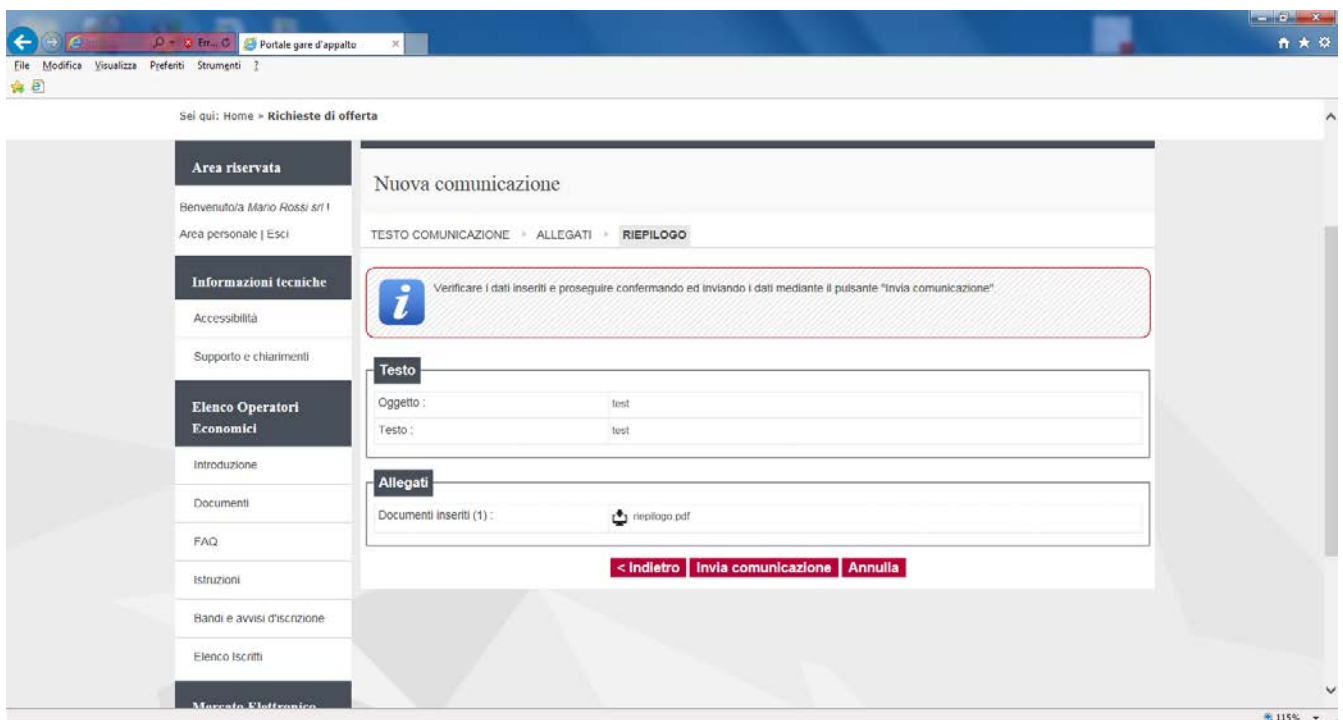 Err...
Portale gare d'appalto
File Modifica Visualizza Preferiti Strumenti ?
Sei qui: Home » Richieste di offerta
Area riservata
Benvenuto/a Mario Rossi srl !
Area personale | Esci
Informazioni tecniche
Accessibilità
Supporto e chiarimenti
Elenco Operatori
Economici
Introduzione
Documenti
FAQ
Istruzioni
Bandi e avvisi d'iscrizione
Elenco Iscritti
Mercato Elettronico
Nuova comunicazione
TESTO COMUNICAZIONE ALLEGATI RIEPILOGO
Verificare i dati inseriti e proseguire confermando ed inviando i dati mediante il pulsante "Invia comunicazione".
Testo
Oggetto : test
Testo : test
Allegati
Documenti inseriti (1) : riepilogo.pdf
< Indietro Invia comunicazione Annulla
115%